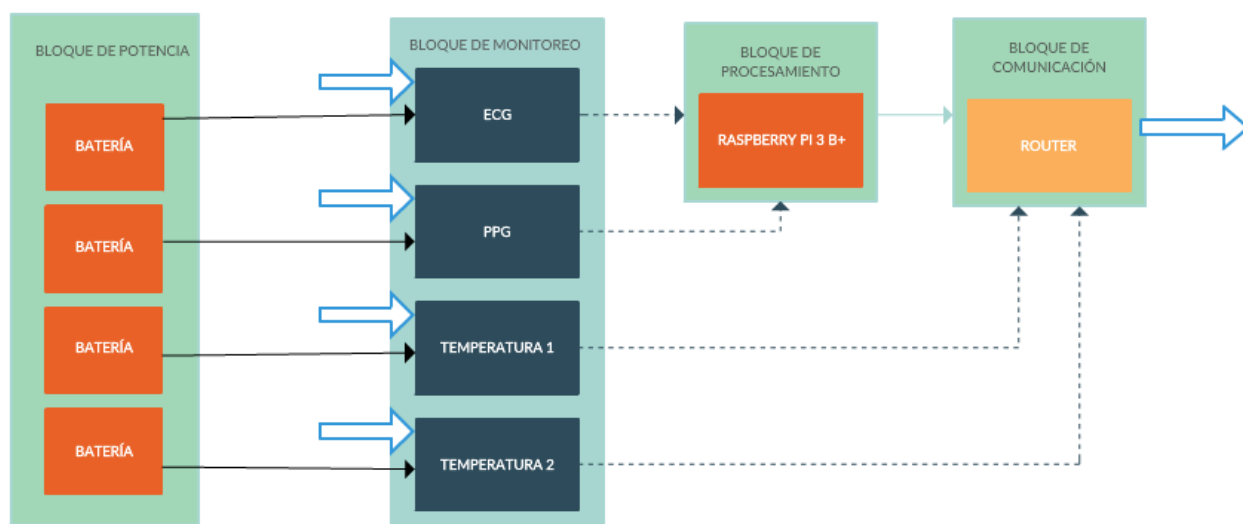 BLOQUE DE POTENCIA
BATERÍA
BATERÍA
BATERÍA
BATERÍA
BLOQUE DE MONITOREO
ECG
PPG
TEMPERATURA 1
TEMPERATURA 2
BLOQUE DE
PROCESAMIENTO
RASPBERRY PI 3 B+
BLOQUE DE
COMUNICACIÓN
ROUTER